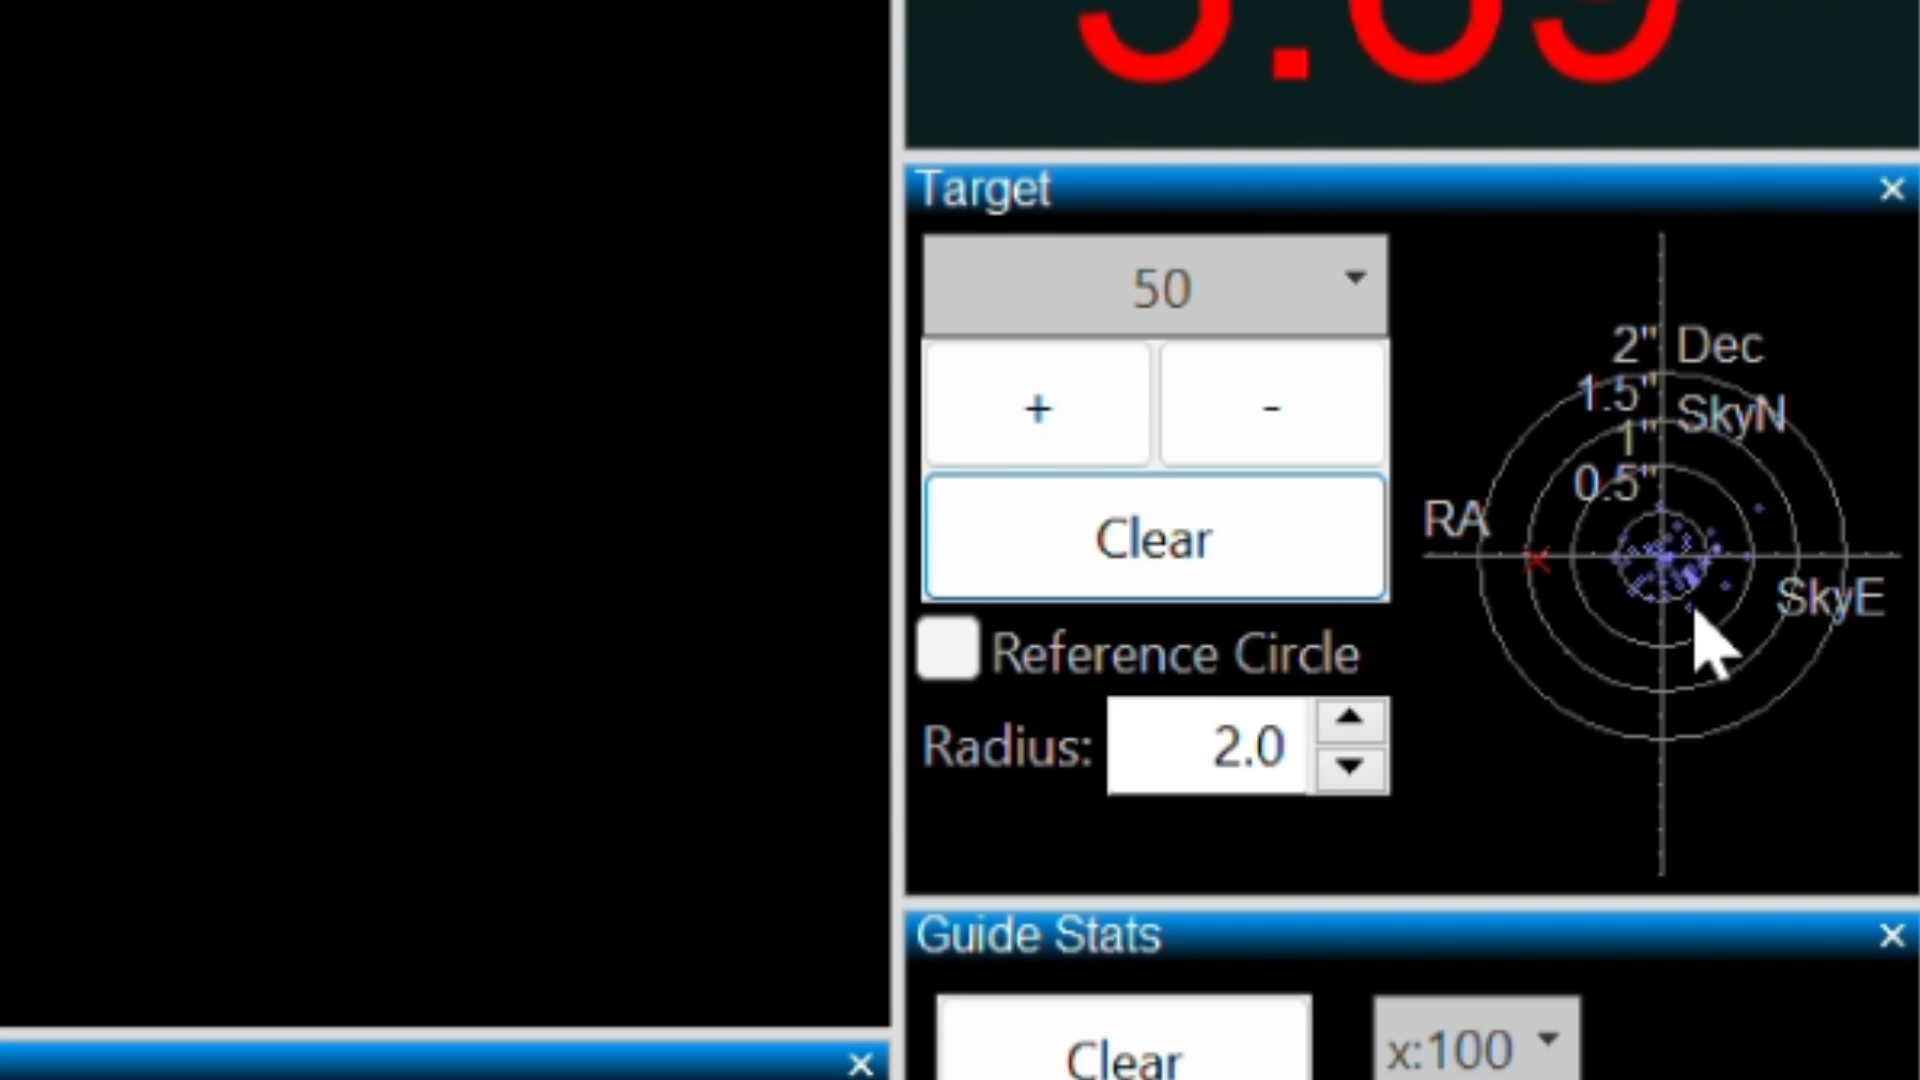 Target
50
+ -
Clear
Reference Circle
Radius: 2.0
2" Dec
1.5"
SkyN
1"
0.5"
RA
SkyE
Guide Stats
Clear x:100